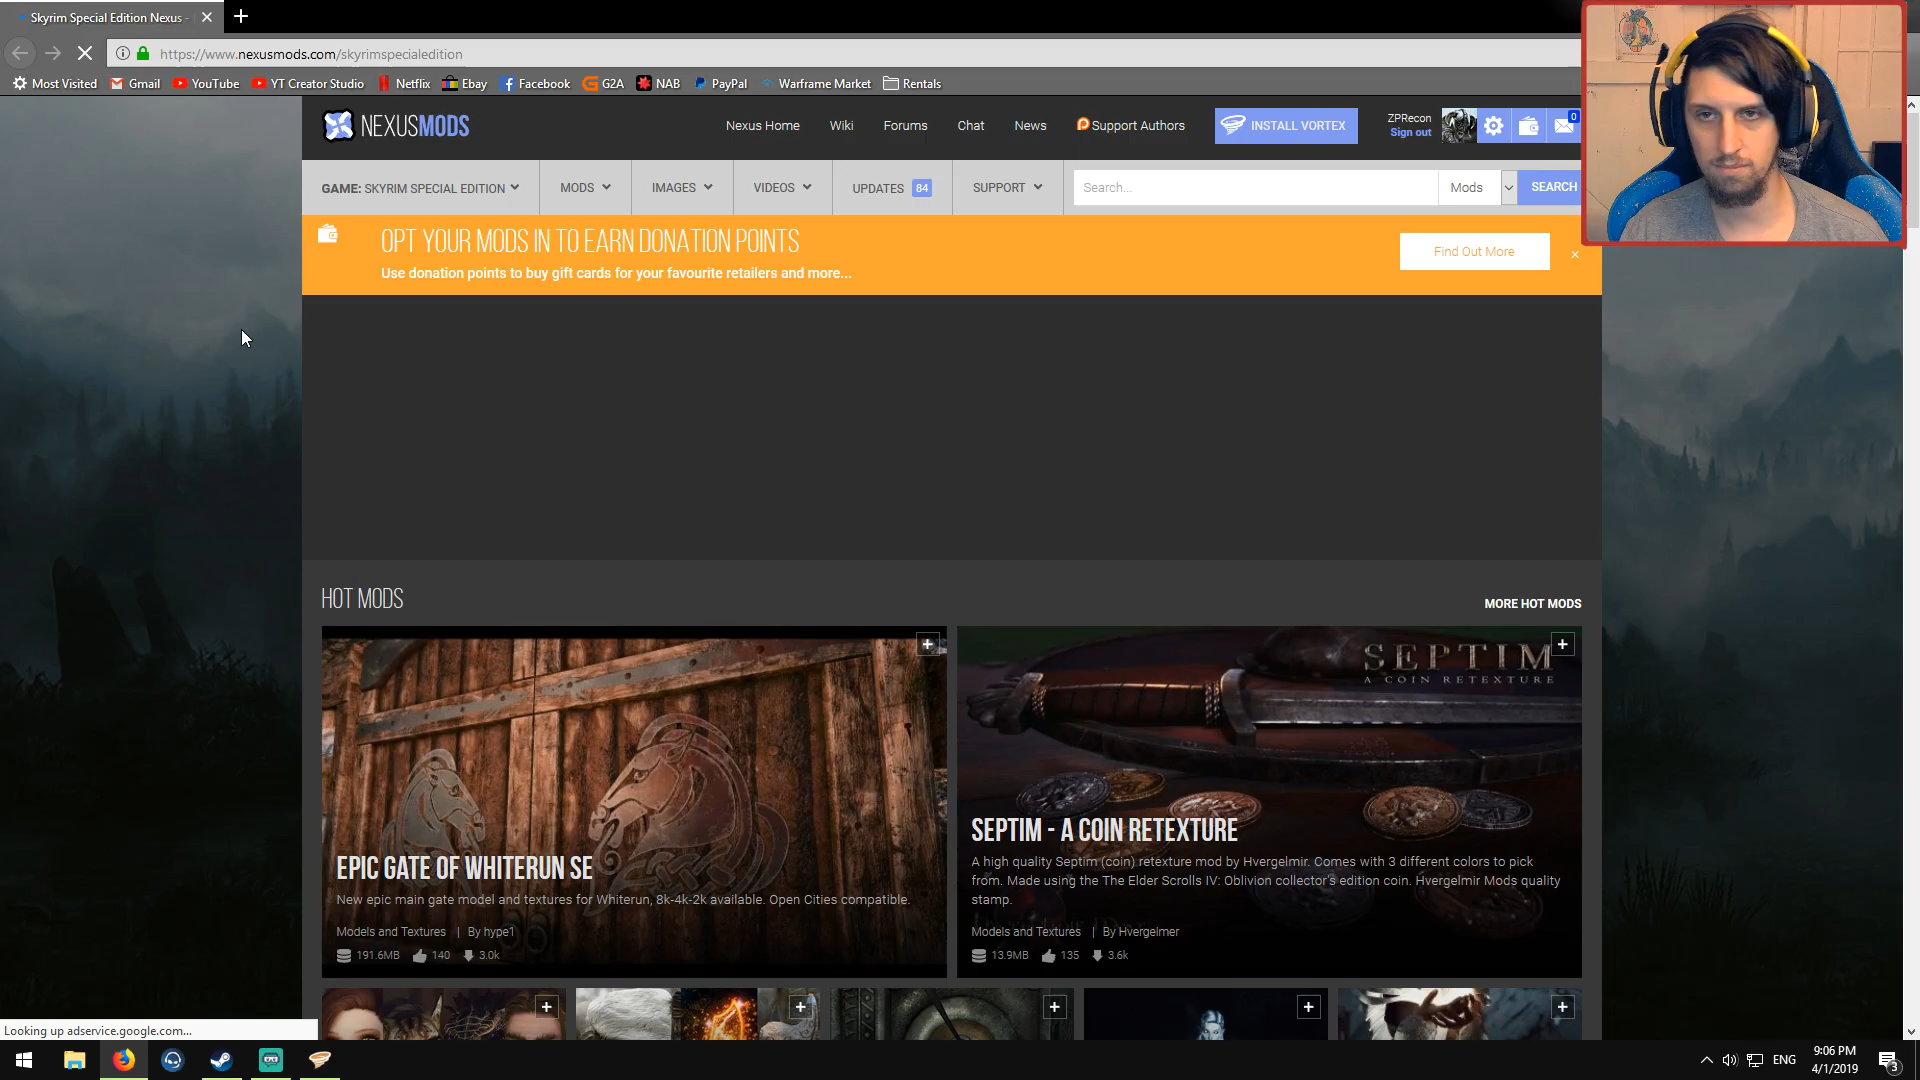 Skyrim Special Edition Nexus -
https://www.nexusmods.com/skyrimspecialedition
Most Visited Gmail YouTube YT Creator Studio Netflix Ebay Facebook G2A NAB PayPal Warframe Market Rentals
NEXUSMODS
Nexus Home Wiki Forums Chat News Support Authors INSTALL VORTEX
ZPRecon
Sign out
0
GAME: SKYRIM SPECIAL EDITION MODS IMAGES VIDEOS UPDATES 84 SUPPORT Search... Mods SEARCH
OPT YOUR MODS IN TO EARN DONATION POINTS
Use donation points to buy gift cards for your favourite retailers and more...
Find Out More
HOT MODS
MORE HOT MODS
SEPTIM
A COIN RETEXTURE
EPIC GATE OF WHITERUN SE
New epic main gate model and textures for Whiterun, 8k-4k-2k available. Open Cities compatible.
Models and Textures | By hype1
191.6MB 140 3.0k
SEPTIM - A COIN RETEXTURE
A high quality Septim (coin) retexture mod by Hvergelmir. Comes with 3 different colors to pick
from. Made using the The Elder Scrolls IV: Oblivion collector's edition coin. Hvergelmir Mods quality
stamp.
Models and Textures | By Hvergelmer
13.9MB 135 3.6k
Looking up adservice.google.com...
ENG
9:06 PM
4/1/2019
3